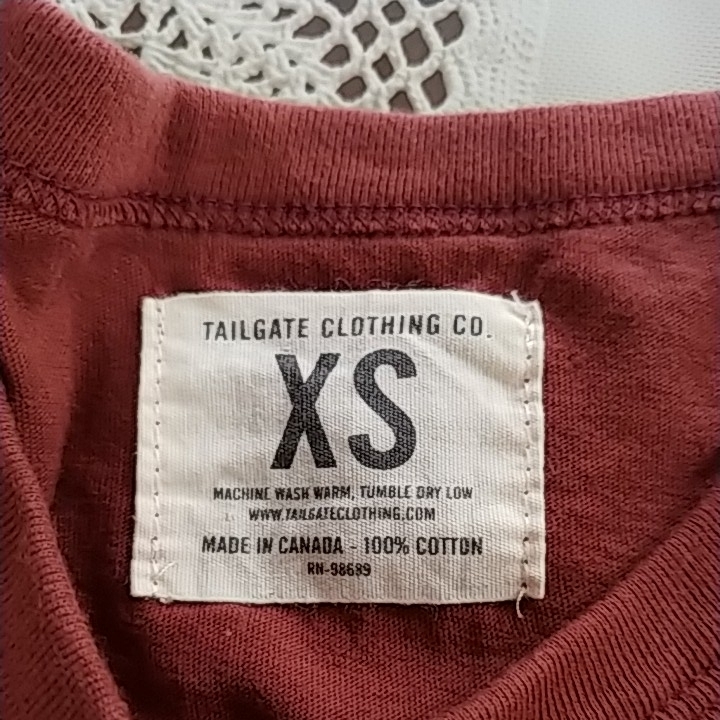 TAILGATE CLOTHING CO.
XS
MACHINE WASH WARM, TUMBLE DRY LOW
WWW.TAILGATECLOTHING.COM
MADE IN CANADA - 100% COTTON
RN-98699